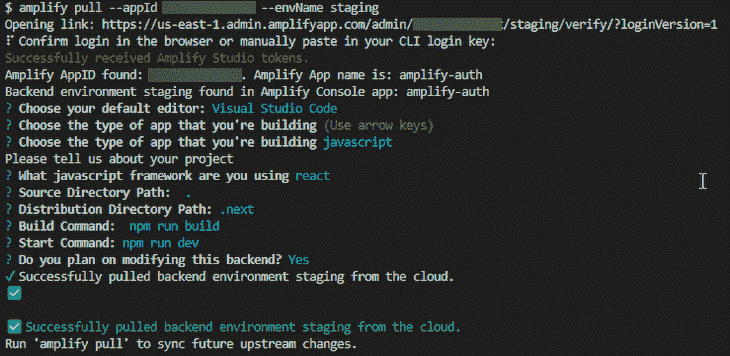 $ amplify pull --appId --envName staging
Opening link: https://us-east-1.admin.amplifyapp.com/admin/ /staging/verify/?loginVersion=1
Confirm login in the browser or manually paste in your CLI login key:
Successfully received Amplify Studio tokens.
Amplify AppID found: . Amplify App name is: amplify-auth
Backend environment staging found in Amplify Console app: amplify-auth
? Choose your default editor: Visual Studio Code
? Choose the type of app that you're building (Use arrow keys)
? Choose the type of app that you're building javascript
Please tell us about your project
? What javascript framework are you using react
? Source Directory Path: .
? Distribution Directory Path: .next
? Build Command: npm run build
? Start Command: npm run dev
? Do you plan on modifying this backend? Yes
✓ Successfully pulled backend environment staging from the cloud.
✅
✅ Successfully pulled backend environment staging from the cloud.
Run 'amplify pull' to sync future upstream changes.